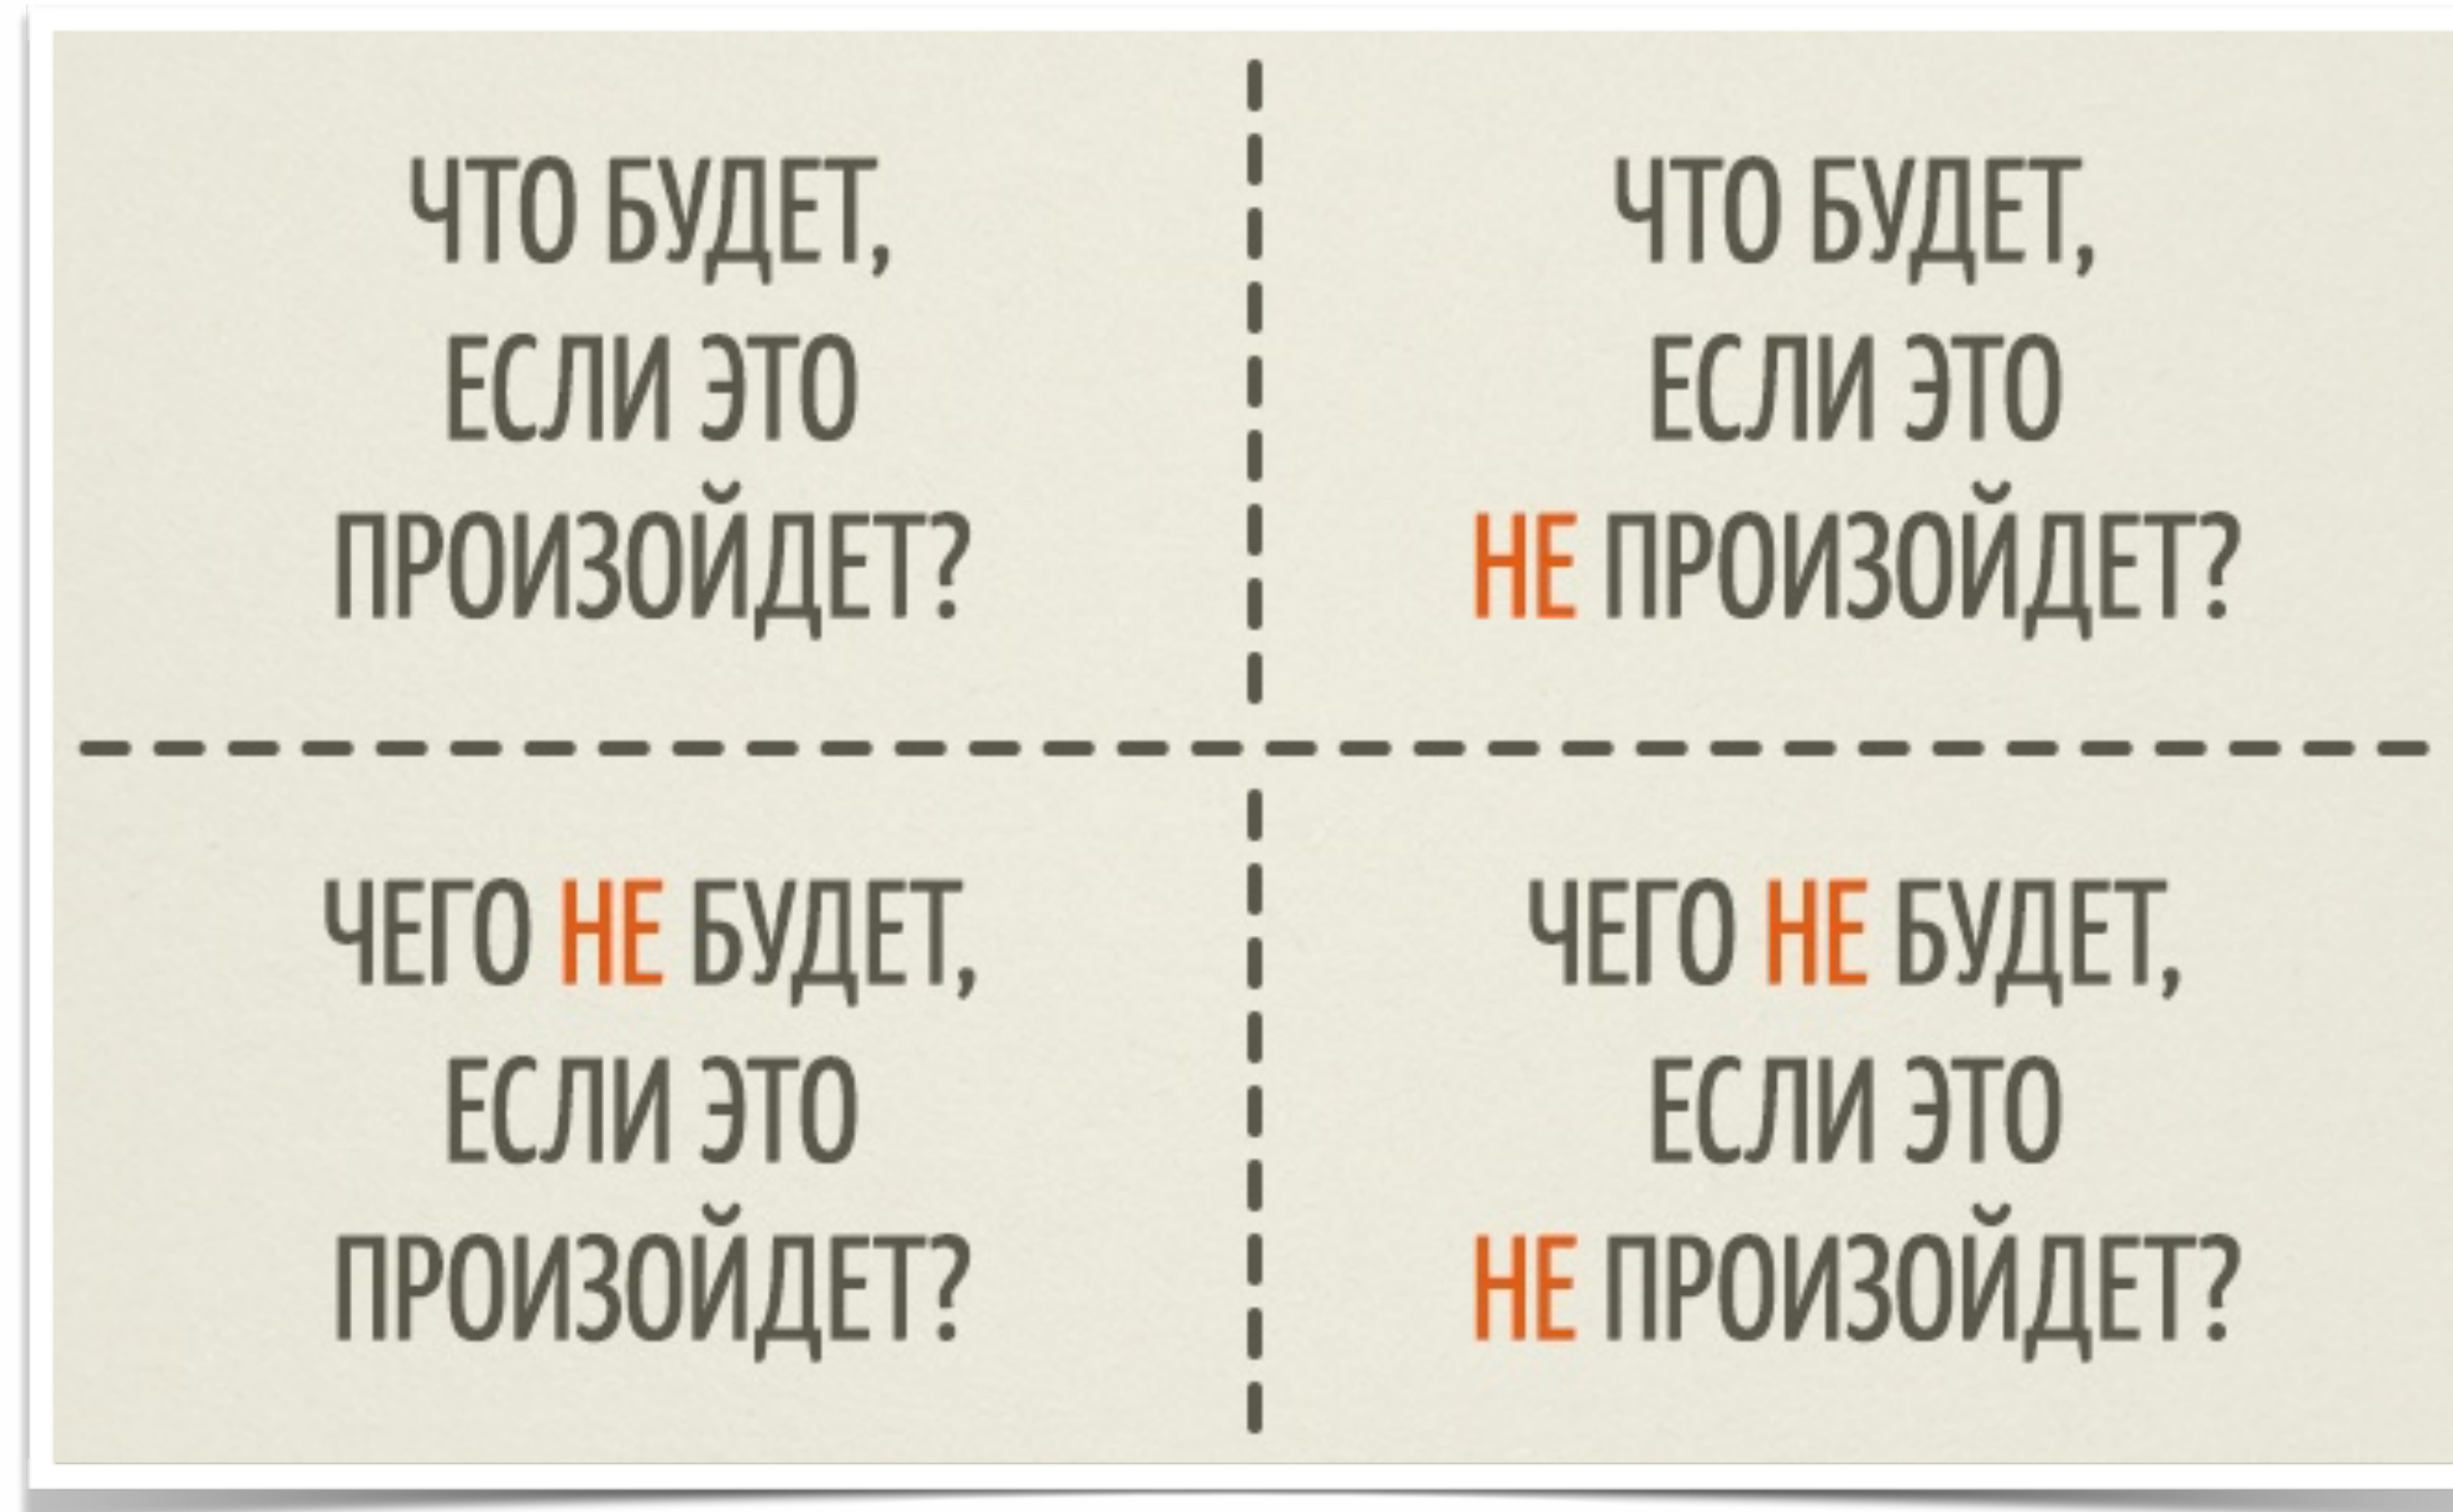 ЧТО БУДЕТ,
ЕСЛИ ЭТО
ПРОИЗОЙДЕТ?
ЧТО БУДЕТ,
ЕСЛИ ЭТО
НЕ ПРОИЗОЙДЕТ?
ЧЕГО НЕ БУДЕТ,
ЕСЛИ ЭТО
ПРОИЗОЙДЕТ?
ЧЕГО НЕ БУДЕТ,
ЕСЛИ ЭТО
НЕ ПРОИЗОЙДЕТ?